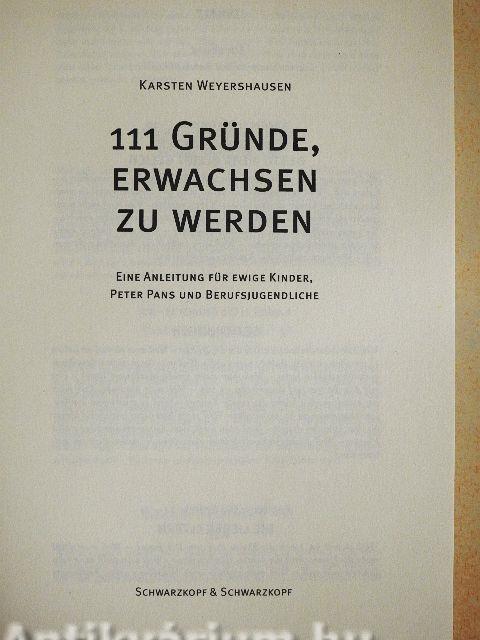 KARSTEN WEYERSHAUSEN
111 GRÜNDE,
ERWACHSEN
ZU WERDEN
EINE ANLEITUNG FÜR EWIGE KINDER,
PETER PANS UND BERUFSJUGENDLICHE
SCHWARZKOPF & SCHWARZKOPF
Antikvárium.hu